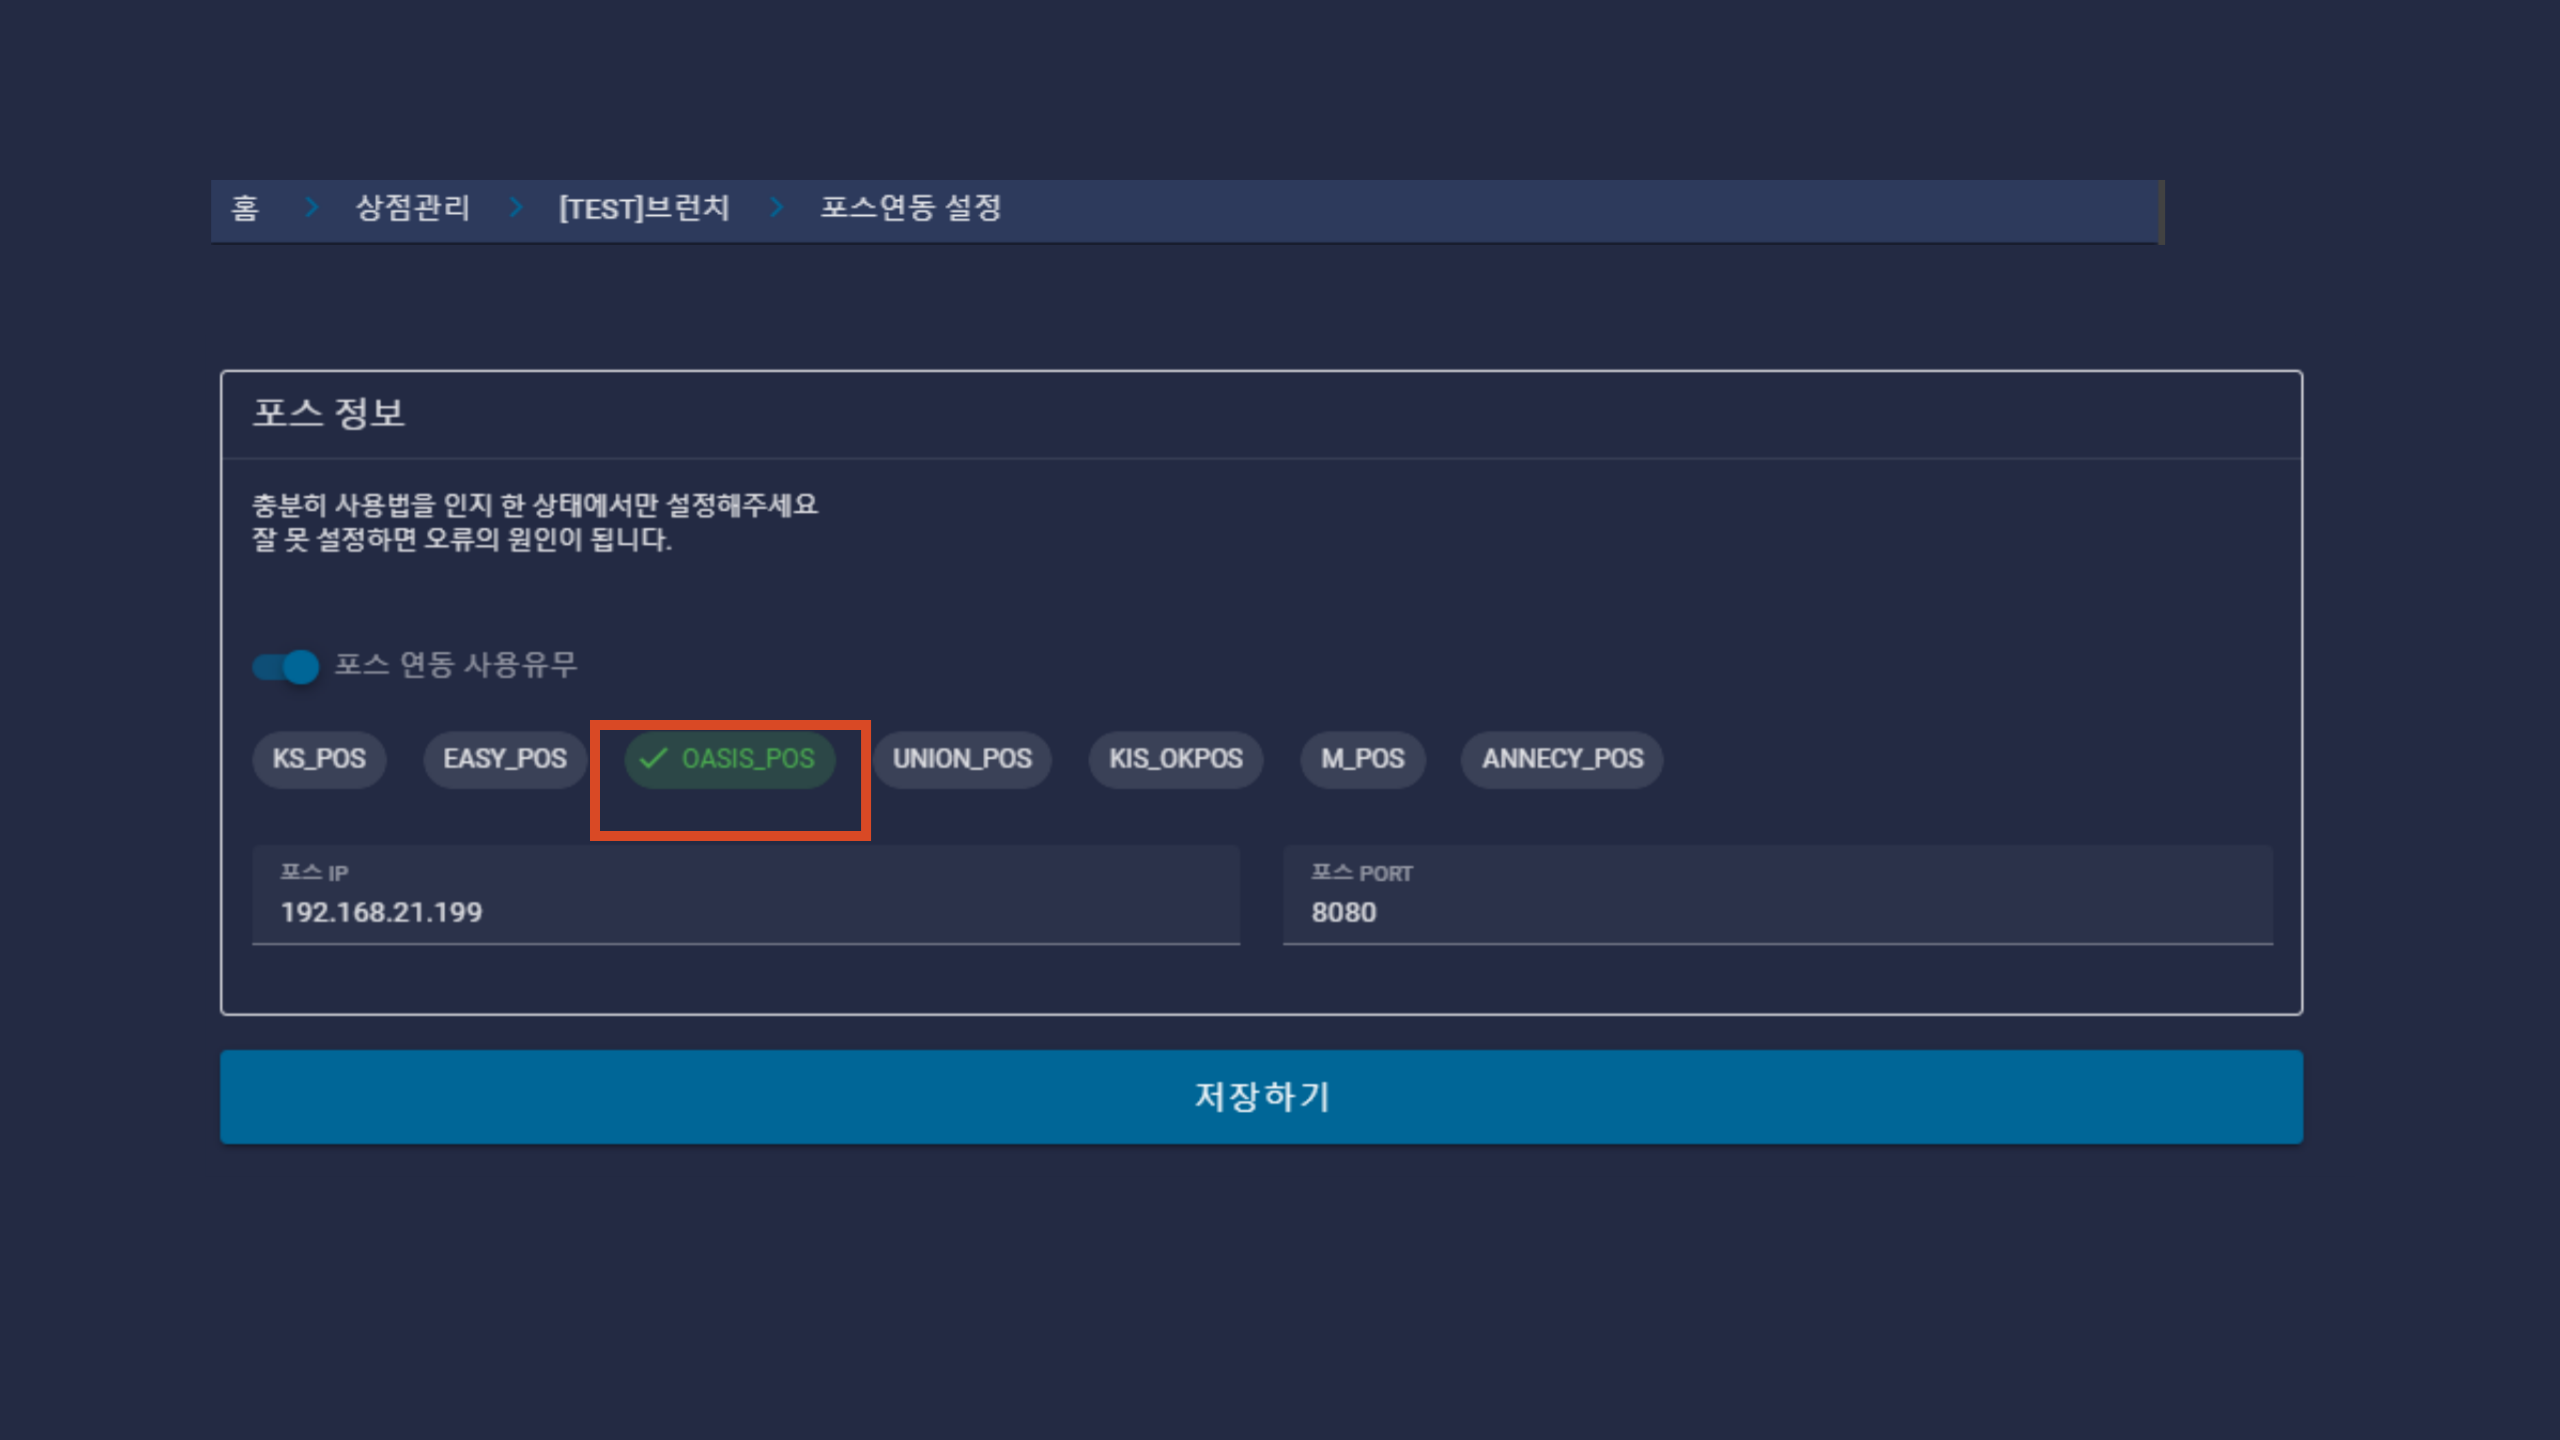 홈 > 상점관리 > [TEST]브런치 > 포스연동 설정
포스 정보
충분히 사용법을 인지 한 상태에서만 설정해주세요
잘 못 설정하면 오류의 원인이 됩니다.
포스 연동 사용유무
KS_POS EASY_POS OASIS_POS UNION_POS KIS_OKPOS M_POS ANNECY_POS
포스 IP 포스 PORT
192.168.21.199 8080
저장하기